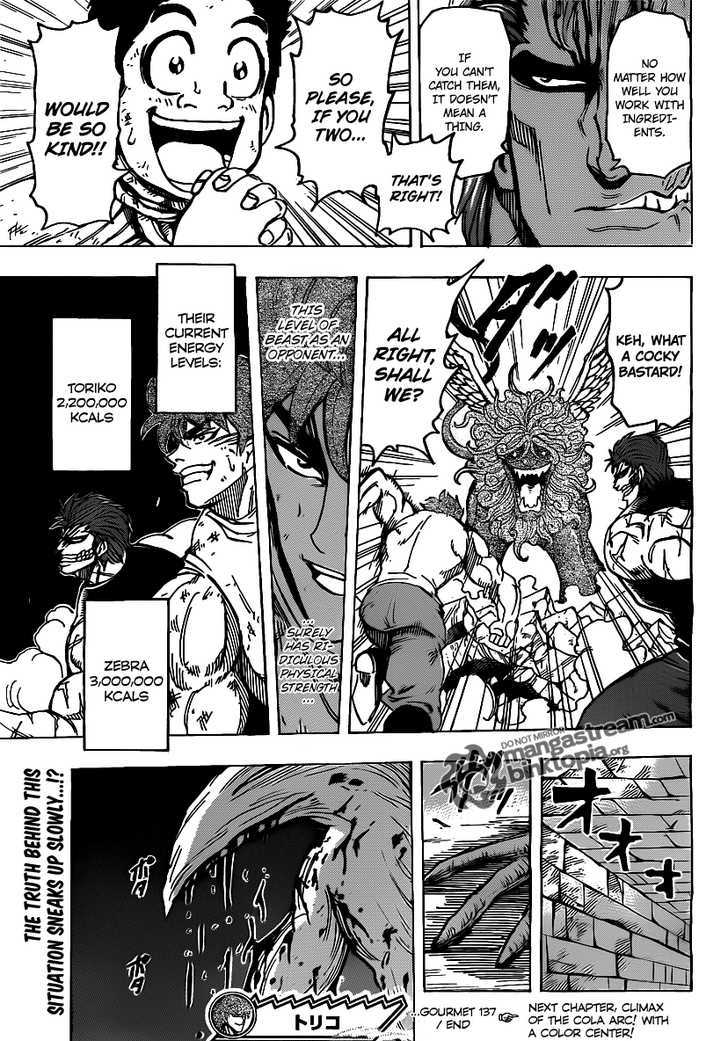 NO
MATTER HOW
WELL YOU
WORK WITH
INGREDI-
ENTS.
IF
YOU CAN'T
CATCH THEM,
IT DOESN'T
MEAN A
THING.
THAT'S
RIGHT!
SO
PLEASE, IF
YOU TWO...
WOULD
BE SO
KIND!!
KEH, WHAT
A COCKY
BASTARD!
ALL
RIGHT,
SHALL
WE?
THIS
LEVEL OF
BEAST AS AN
OPPONENT...
...
SURELY
HAS RI-
DICULOUS
PHYSICAL
STRENGTH
...
THEIR
CURRENT
ENERGY
LEVELS:
TORIKO
2,200,000
KCALS
ZEBRA
3,000,000
KCALS
DO NOT MIRROR
mangastream.com
binktopia.org
オオオ
THE TRUTH BEHIND THIS
SITUATION SNEAKS UP SLOWLY...!?
トリコ
...GOURMET 137
/ END
NEXT CHAPTER, CLIMAX
OF THE COLA ARC! WITH
A COLOR CENTER!